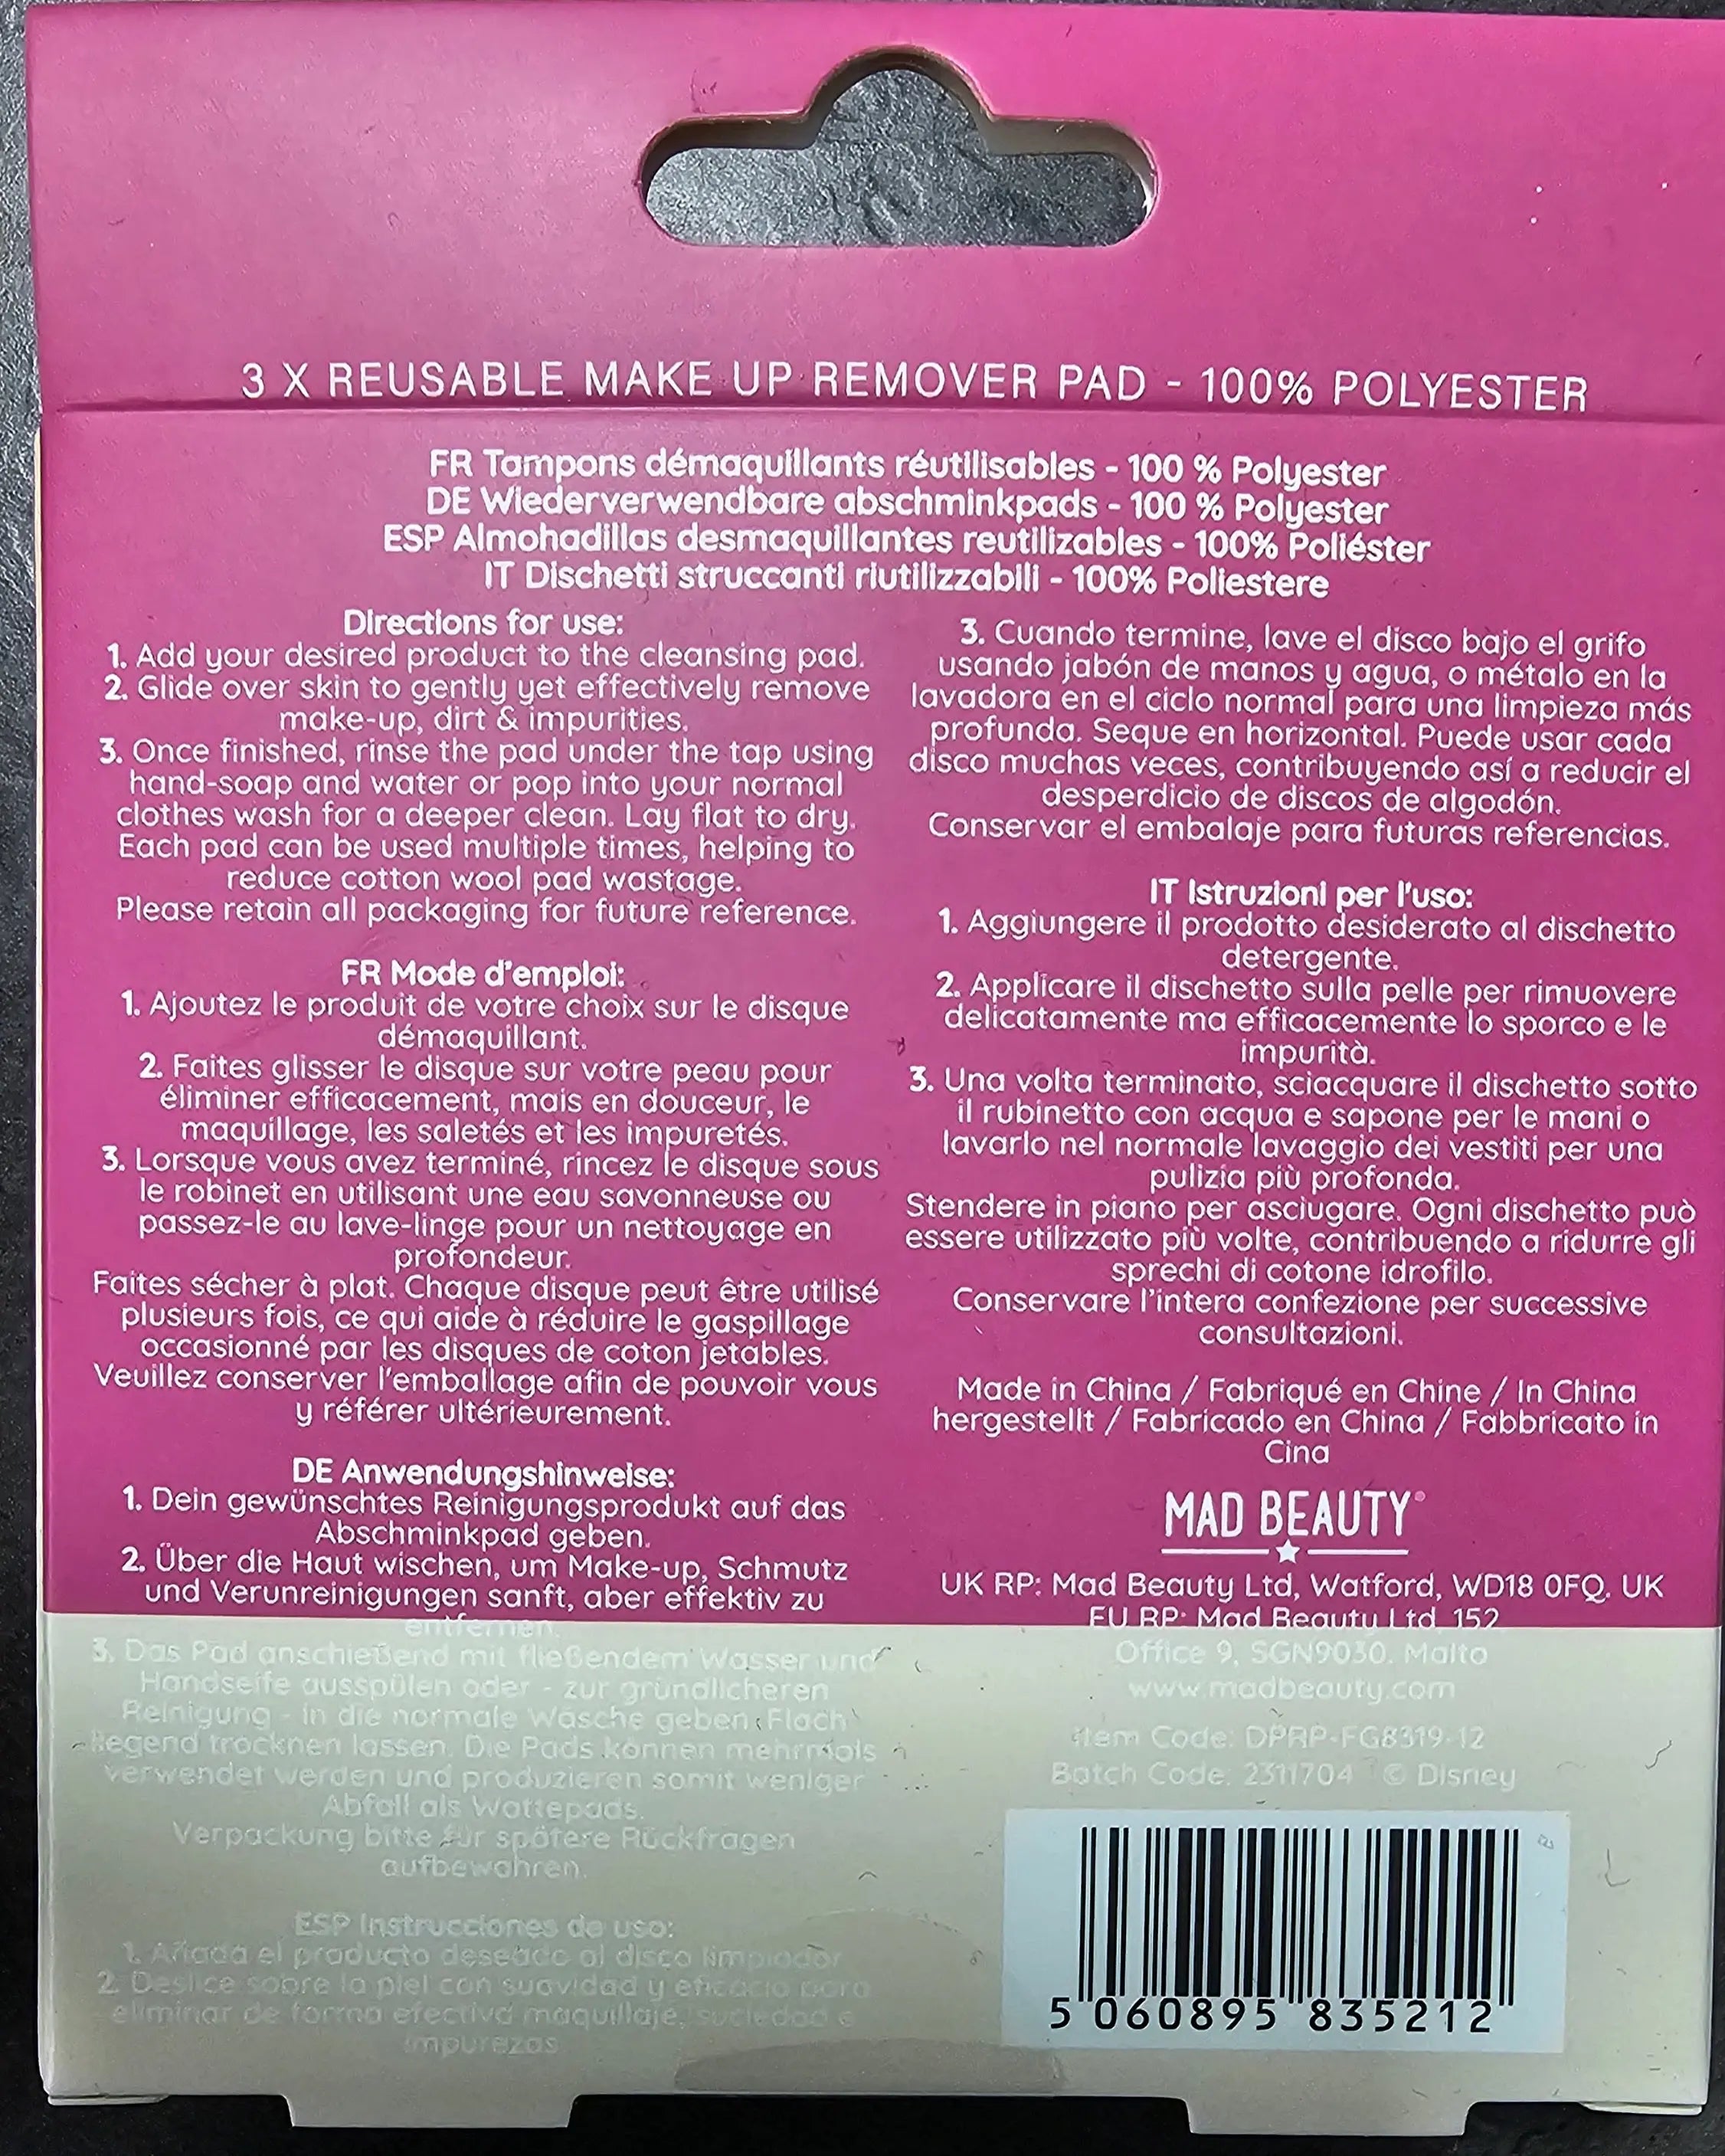 3 X REUSABLE MAKE UP REMOVER PAD - 100% POLYESTER
FR Tampons démaquillants réutilisables - 100 % Polyester
DE Wiederverwendbare abschminkpads - 100 % Polyester
ESP Almohadillas desmaquillantes reutilizables - 100% Poliéster
IT Dischetti struccanti riutilizzabili - 100% Poliestere
Directions for use:
1. Add your desired product to the cleansing pad.
2. Glide over skin to gently yet effectively remove
make-up, dirt & impurities.
3. Once finished, rinse the pad under the tap using
hand-soap and water or pop into your normal
clothes wash for a deeper clean. Lay flat to dry.
Each pad can be used multiple times, helping to
reduce cotton wool pad wastage.
Please retain all packaging for future reference.
FR Mode d'emploi:
1. Ajoutez le produit de votre choix sur le disque
démaquillant.
2. Faites glisser le disque sur votre peau pour
éliminer efficacement, mais en douceur, le
maquillage, les saletés et les impuretés.
3. Lorsque vous avez terminé, rincez le disque sous
le robinet en utilisant une eau savonneuse ou
passez-le au lave-linge pour un nettoyage en
profondeur.
Faites sécher à plat. Chaque disque peut être utilisé
plusieurs fois, ce qui aide à réduire le gaspillage
occasionné par les disques de coton jetables.
Veuillez conserver l'emballage afin de pouvoir vous
y référer ultérieurement.
DE Anwendungshinweise:
1. Dein gewünschtes Reinigungsprodukt auf das
Abschminkpad geben.
2. Über die Haut wischen, um Make-up, Schmutz
und Verunreinigungen sanft, aber effektiv zu
entfernen.
3. Das Pad anschießend mit fließendem Wasser und
Handseife ausspülen oder - zur gründlicheren
Reinigung - in die normale Wäsche geben. Flach
liegend trocknen lassen. Die Pads können mehrmals
verwendet werden und produzieren somit weniger
Abfall als Wattepads.
Verpackung bitte für spätere Rückfragen
aufbewahren.
ESP Instrucciones de uso:
1. Añada el producto deseado al disco limpiador
2. Deslice sobre la piel con suavidad y eficacia para
eliminar de forma efectiva maquillaje, suciedad e
impurezas
3. Cuando termine, lave el disco bajo el grifo
usando jabón de manos y agua, o métalo en la
lavadora en el ciclo normal para una limpieza más
profunda. Seque en horizontal. Puede usar cada
disco muchas veces, contribuyendo así a reducir el
desperdicio de discos de algodón.
Conservar el embalaje para futuras referencias.
IT Istruzioni per l'uso:
1. Aggiungere il prodotto desiderato al dischetto
detergente.
2. Applicare il dischetto sulla pelle per rimuovere
delicatamente ma efficacemente lo sporco e le
impurità.
3. Una volta terminato, sciacquare il dischetto sotto
il rubinetto con acqua e sapone per le mani o
lavarlo nel normale lavaggio dei vestiti per una
pulizia più profonda.
Stendere in piano per asciugare. Ogni dischetto può
essere utilizzato più volte, contribuendo a ridurre gli
sprechi di cotone idrofilo.
Conservare l'intera confezione per successive
consultazioni.
Made in China / Fabriqué en Chine / In China
hergestellt / Fabricado en China / Fabbricato in
Cina
MAD BEAUTY
UK RP: Mad Beauty Ltd, Watford, WD18 0FQ. UK
EU RP: Mad Beauty Ltd, 152
Office 9, SGN9030. Malta
www.madbeauty.com
Item Code: DPRP-FG8319-12
Batch Code: 2311704 © Disney
5 060895 835212